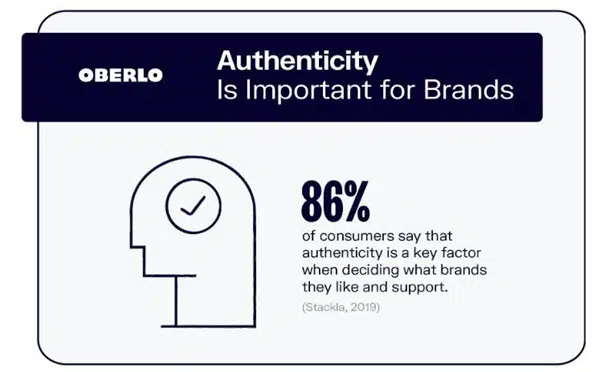 OBERLO
Authenticity
Is Important for Brands
86%
of consumers say that
authenticity is a key factor
when deciding what brands
they like and support.
(Stackla, 2019)